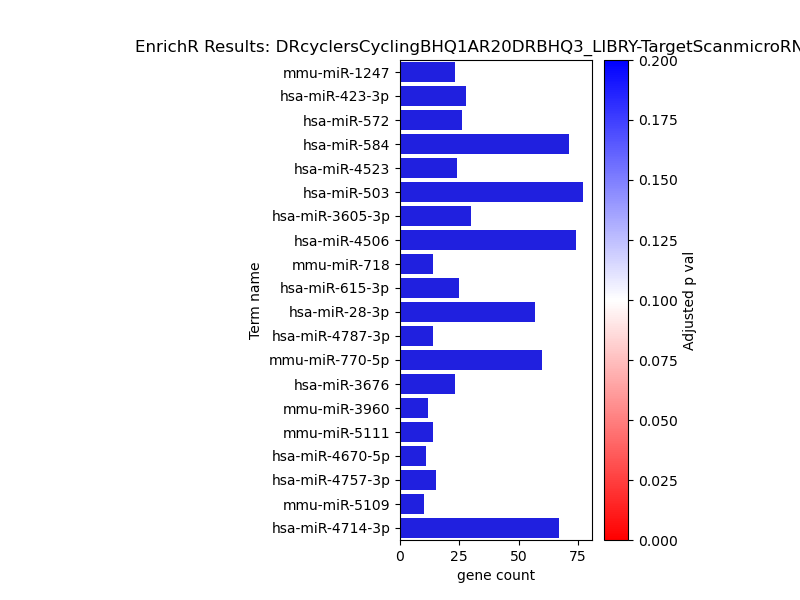 EnrichR Results: DRcyclersCyclingBHQ1AR20DRBHQ3_LIBRY-TargetScanmicroRN
mmu-miR-1247
hsa-miR-423-3p
hsa-miR-572
hsa-miR-584
hsa-miR-4523
hsa-miR-503
hsa-miR-3605-3p
hsa-miR-4506
mmu-miR-718
hsa-miR-615-3p
hsa-miR-28-3p
hsa-miR-4787-3p
mmu-miR-770-5p
hsa-miR-3676
mmu-miR-3960
mmu-miR-5111
hsa-miR-4670-5p
hsa-miR-4757-3p
mmu-miR-5109
hsa-miR-4714-3p
Term name
0 25 50 75
gene count
0.200
0.175
0.150
0.125
0.100
0.075
0.050
0.025
0.000
Adjusted p val